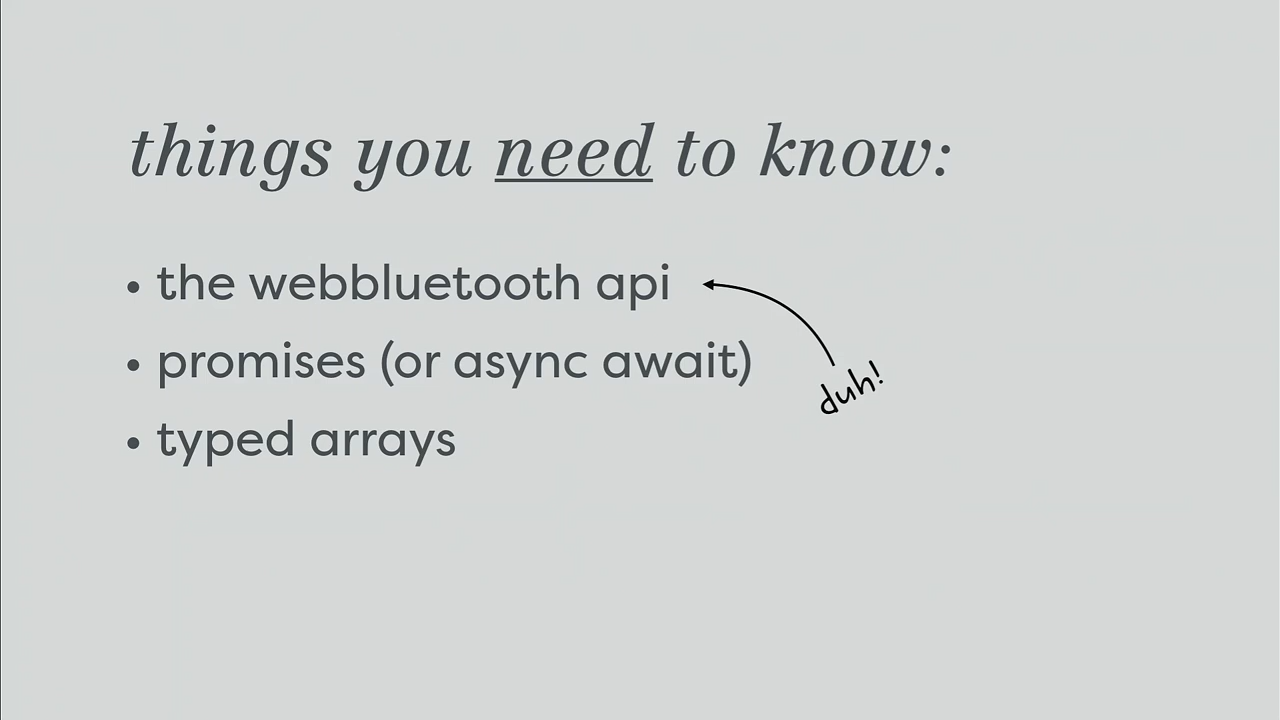 things you need to know:
• the webbluetooth api
• promises (or async await)
duh!
• typed arrays